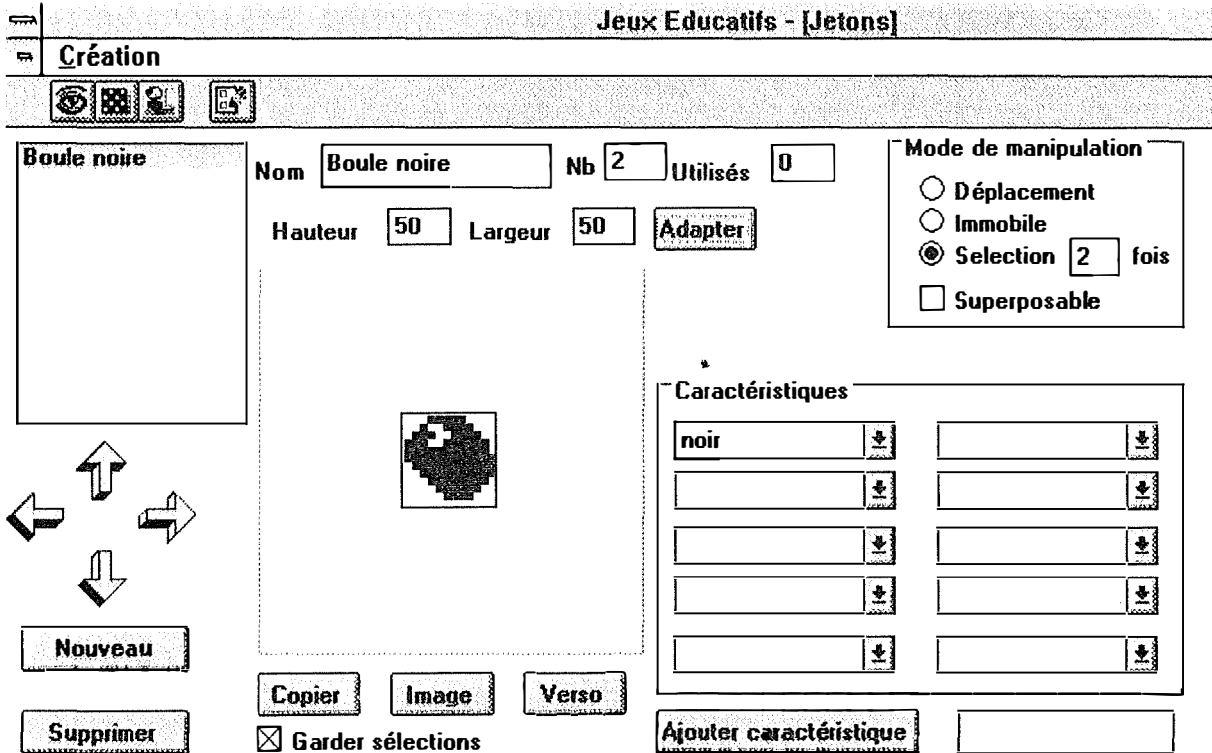 Jeux Educatifs - [Jetons]
Création
Boule noire
Nom Boule noire Nb 2 Utilisés 0
Hauteur 50 Largeur 50 Adapter
Mode de manipulation
Déplacement
Immobile
Selection 2 fois
Superposable
Caractéristiques
noir
Nouveau
Supprimer
Copier Image Verso
Garder sélections
Ajouter caractéristique